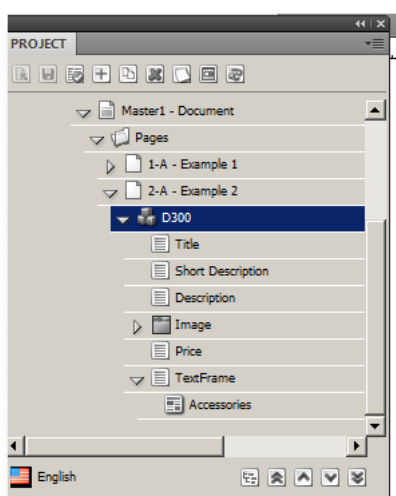 PROJECT
Master1 - Document
Pages
1-A - Example 1
2-A - Example 2
D300
Title
Short Description
Description
Image
Price
TextFrame
Accessories
English